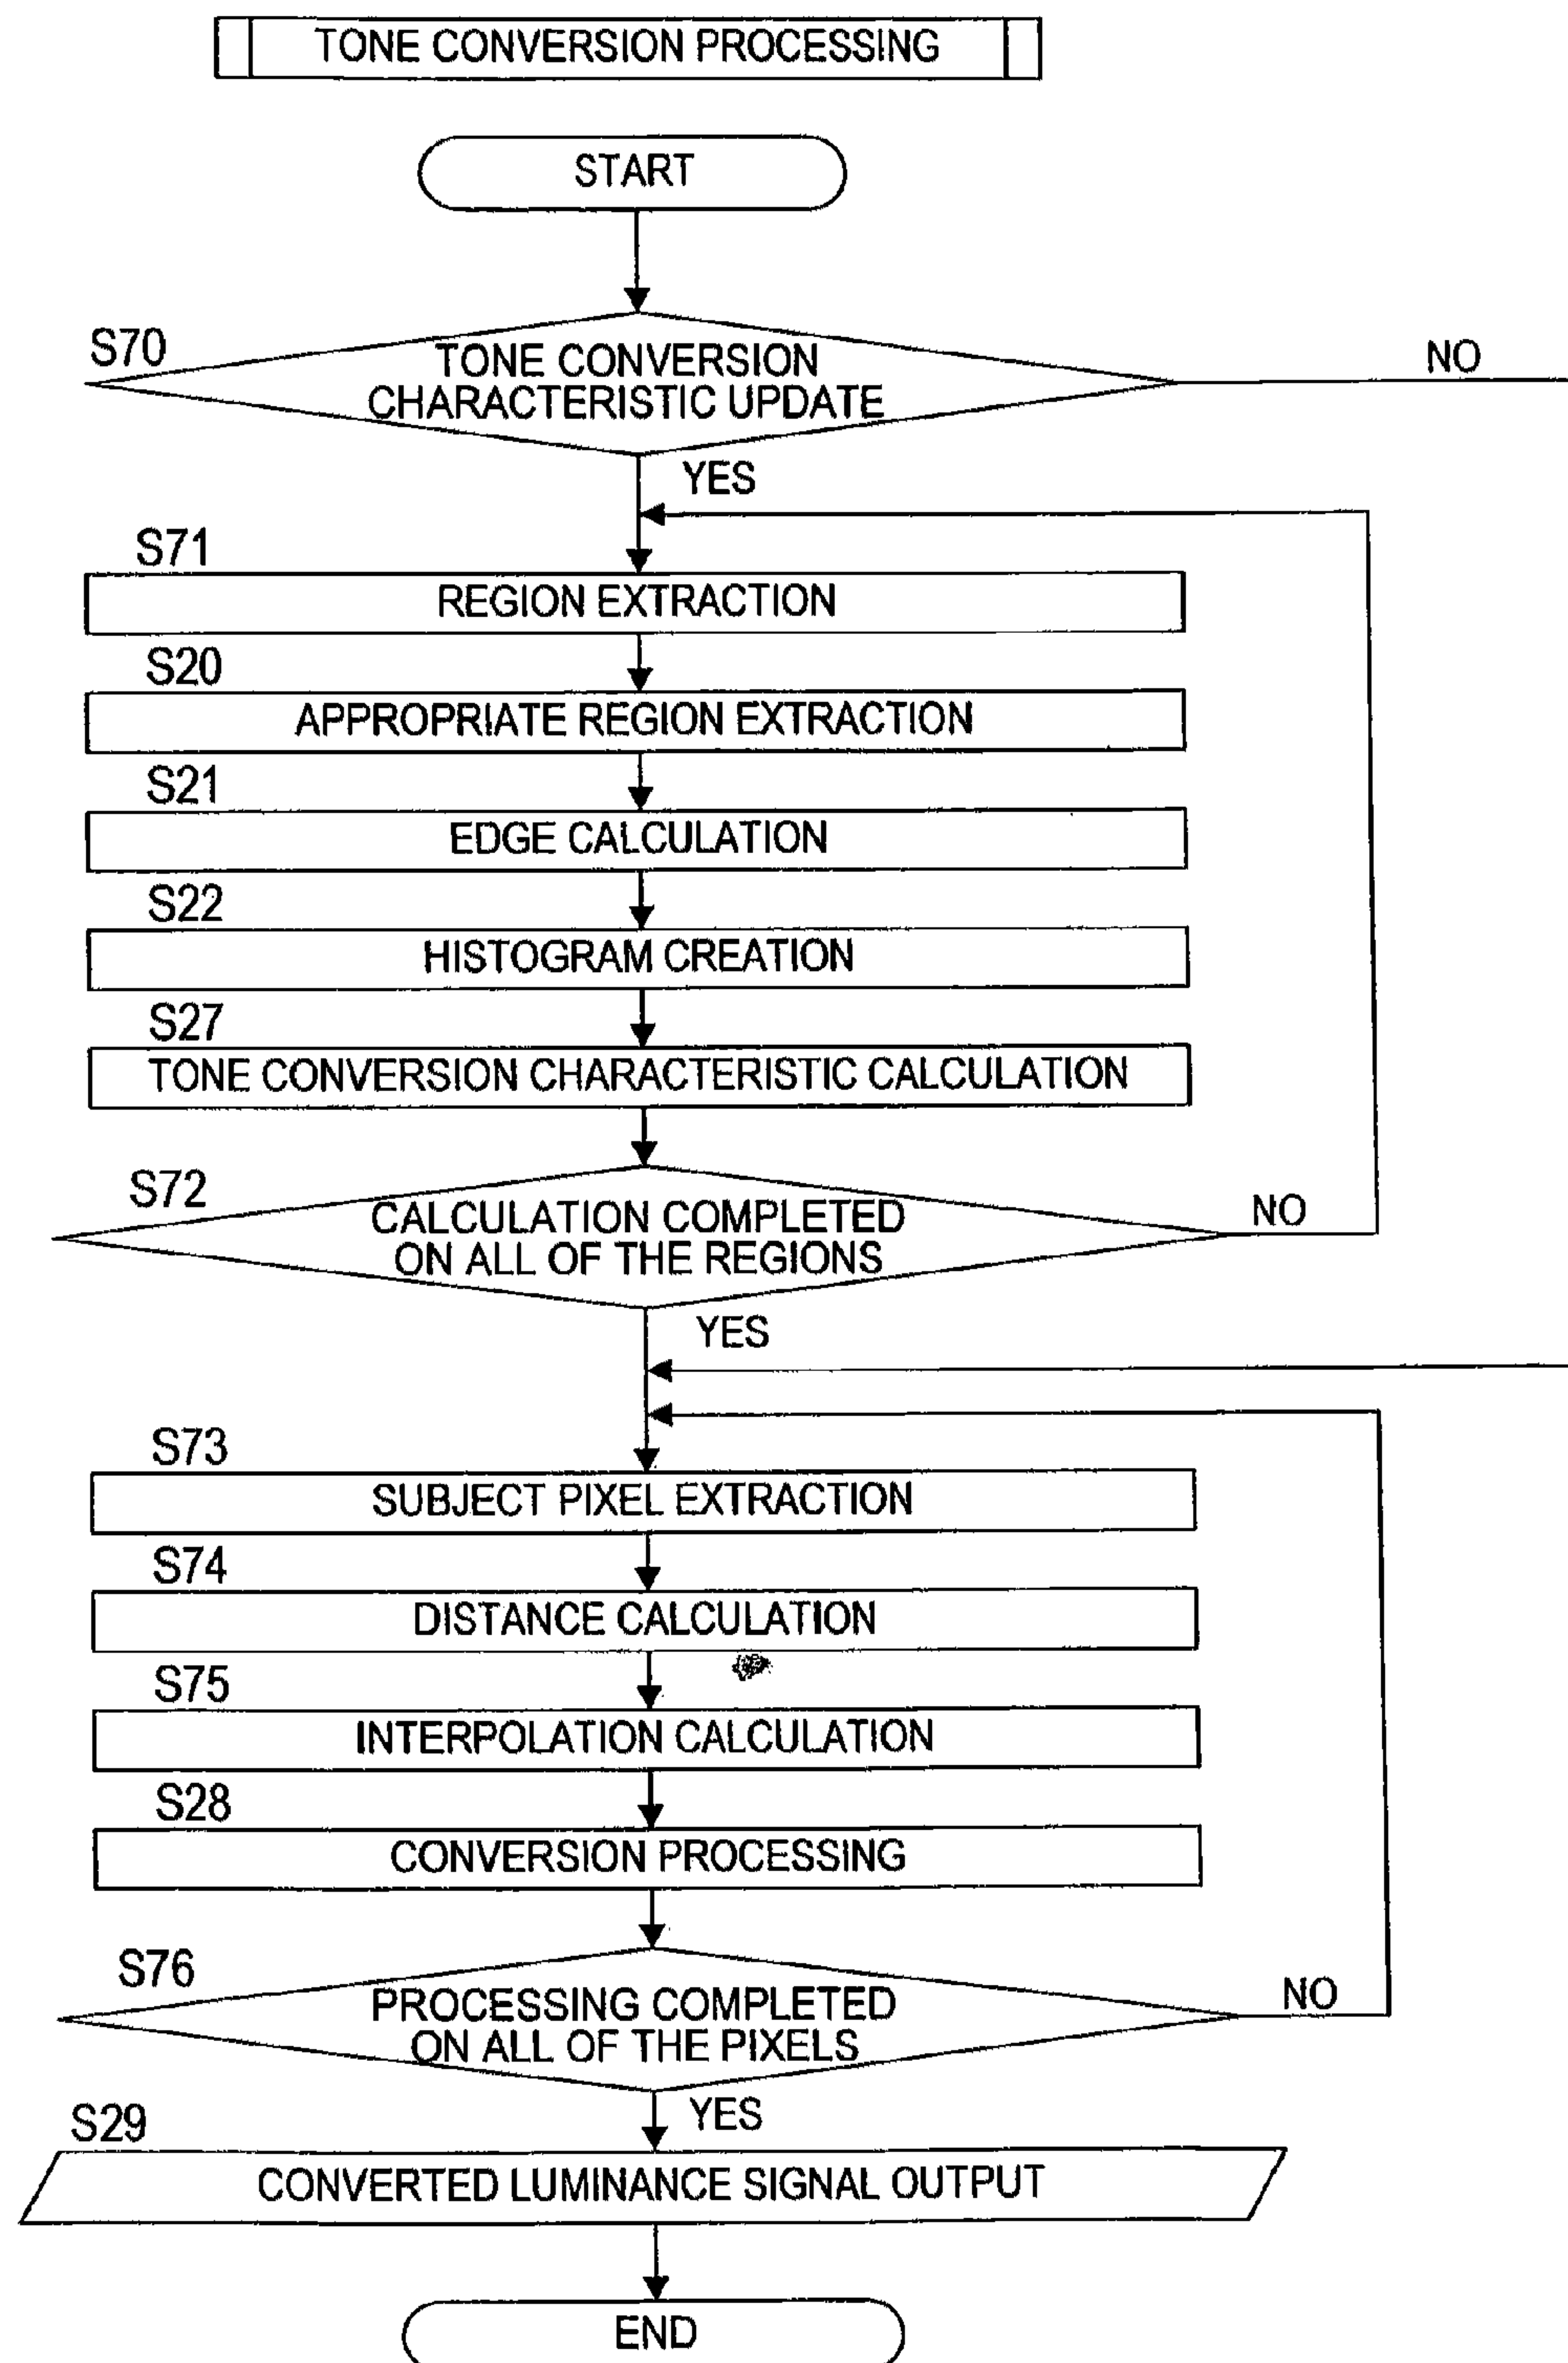 TONE CONVERSION PROCESSING
START
S70
TONE CONVERSION
CHARACTERISTIC UPDATE
NO
YES
S71
REGION EXTRACTION
S20
APPROPRIATE REGION EXTRACTION
S21
EDGE CALCULATION
S22
HISTOGRAM CREATION
S27
TONE CONVERSION CHARACTERISTIC CALCULATION
S72
CALCULATION COMPLETED
ON ALL OF THE REGIONS
NO
YES
S73
SUBJECT PIXEL EXTRACTION
S74
DISTANCE CALCULATION
S75
INTERPOLATION CALCULATION
S28
CONVERSION PROCESSING
S76
PROCESSING COMPLETED
ON ALL OF THE PIXELS
NO
YES
S29
CONVERTED LUMINANCE SIGNAL OUTPUT
END